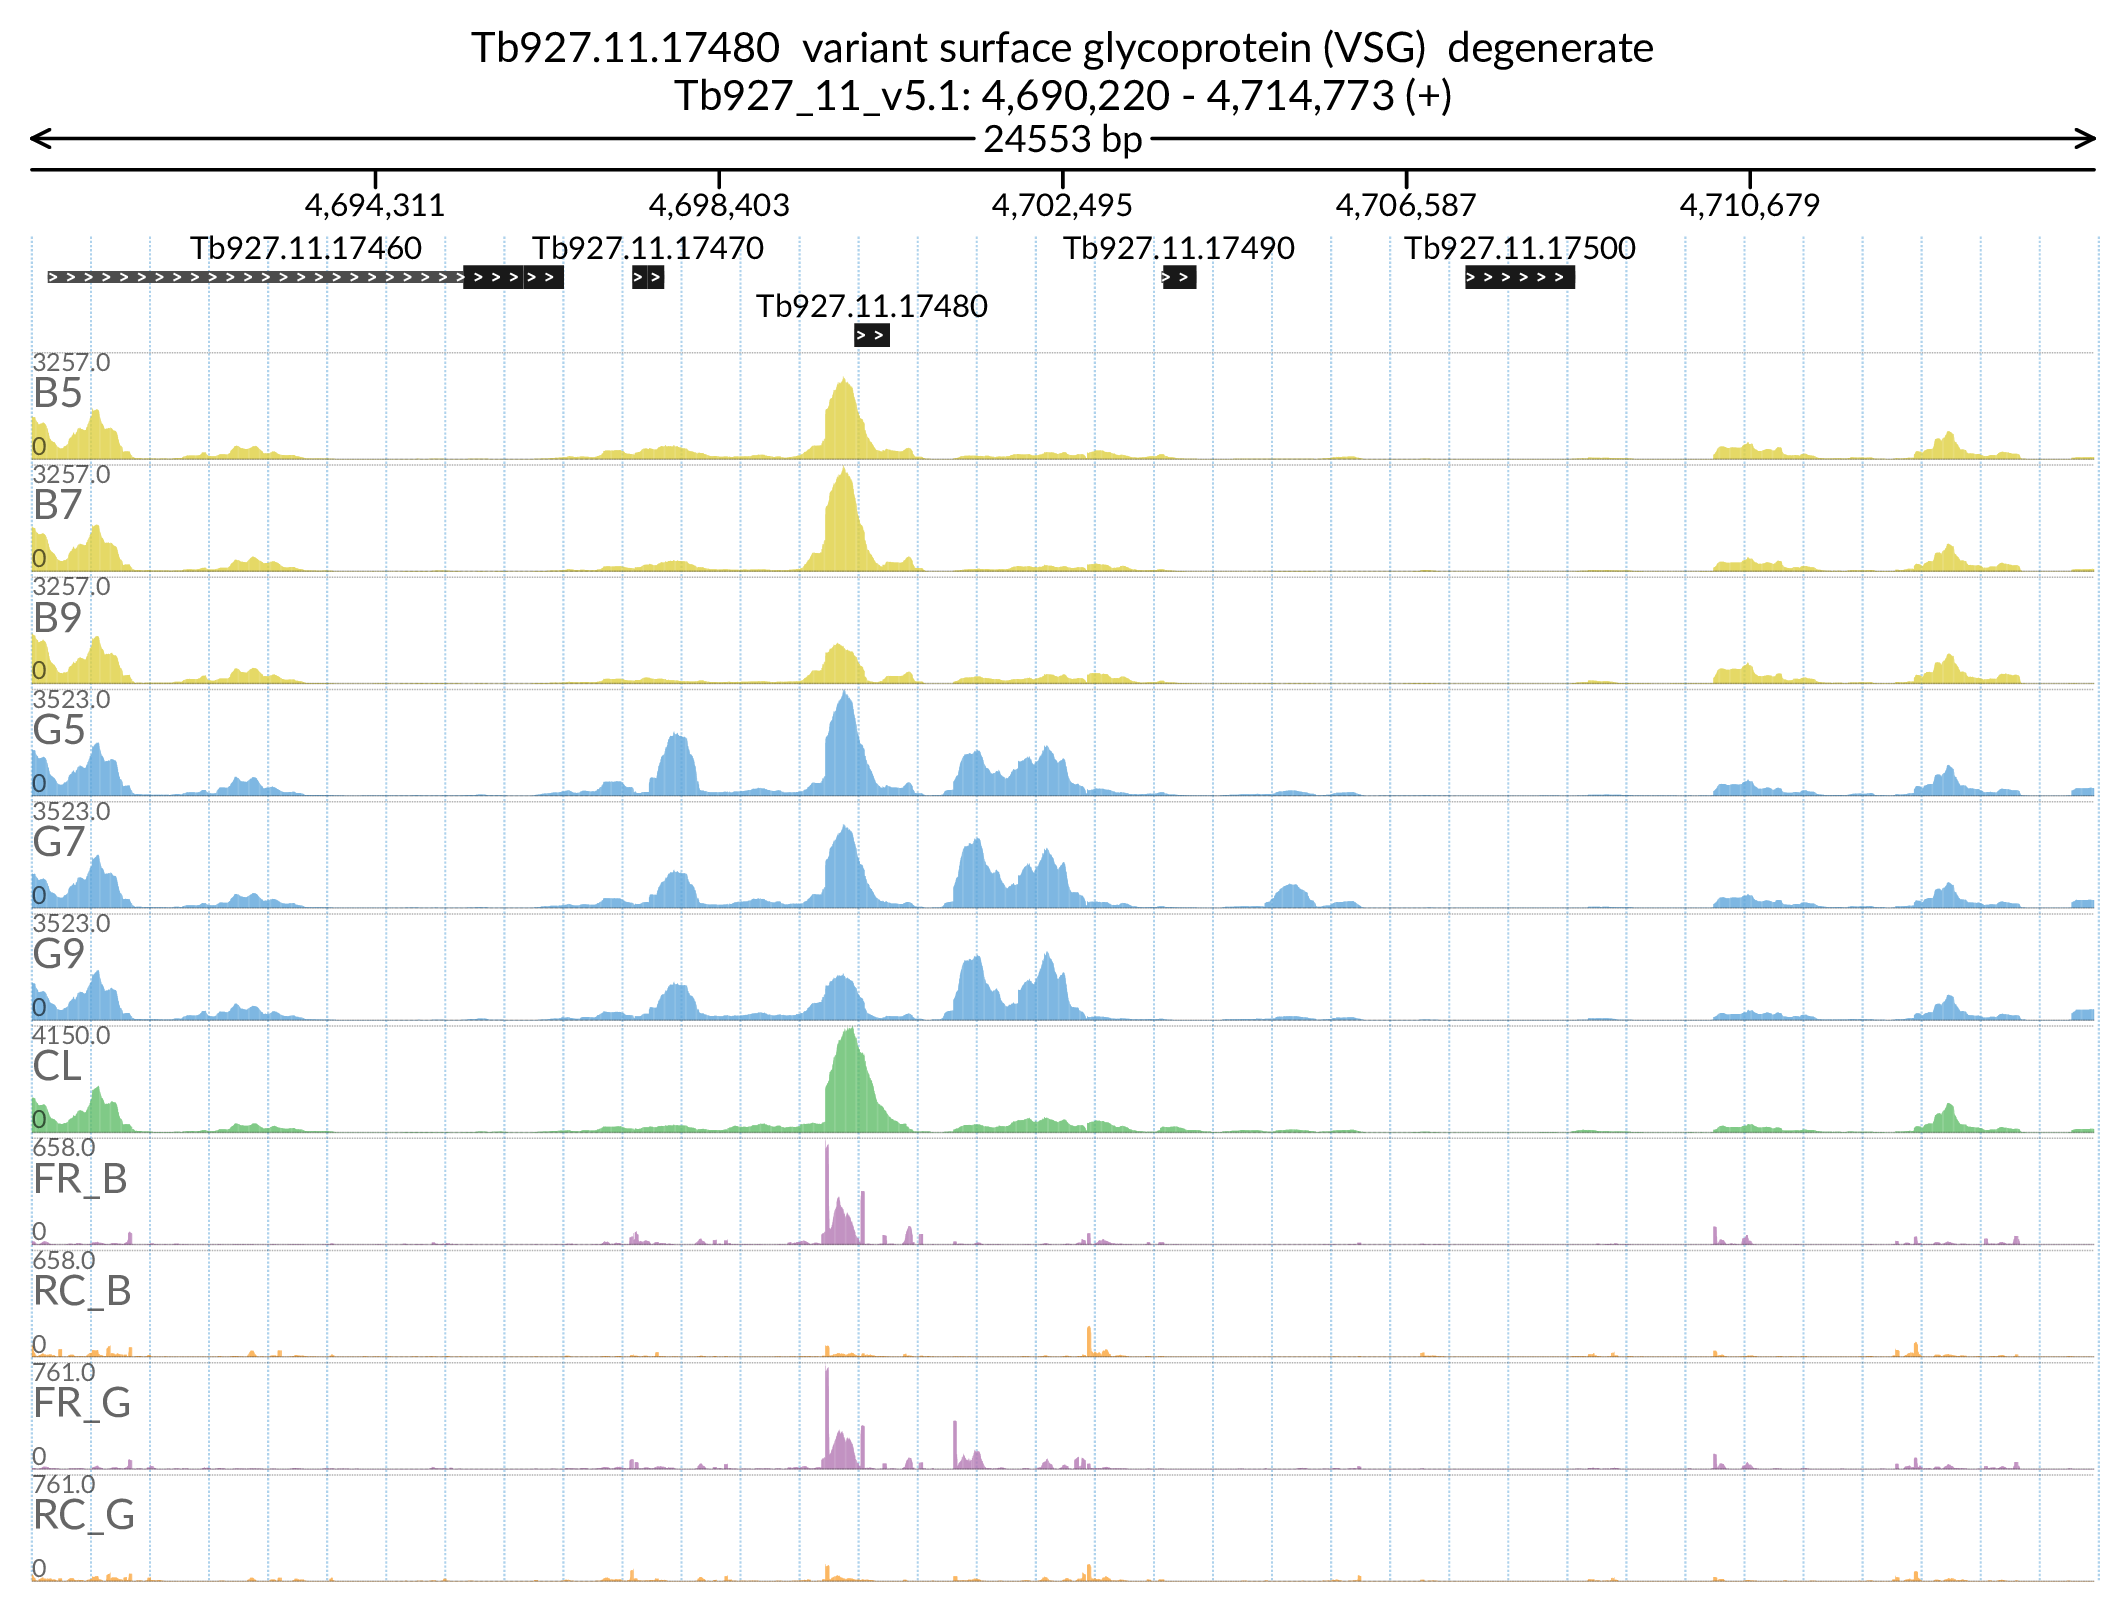 Tb927.11.17480  variant surface glycoprotein (VSG)  degenerate
Tb927_11_v5.1: 4,690,220 - 4,714,773 (+)
24553 bp
4,694,311 4,698,403 4,702,495 4,706,587 4,710,679
Tb927.11.17460 Tb927.11.17470 Tb927.11.17490 Tb927.11.17500
Tb927.11.17480
3257.0
B5
0
3257.0
B7
0
3257.0
B9
0
3523.0
G5
0
3523.0
G7
0
3523.0
G9
0
4150.0
CL
0
658.0
FR_B
0
658.0
RC_B
0
761.0
FR_G
0
761.0
RC_G
0